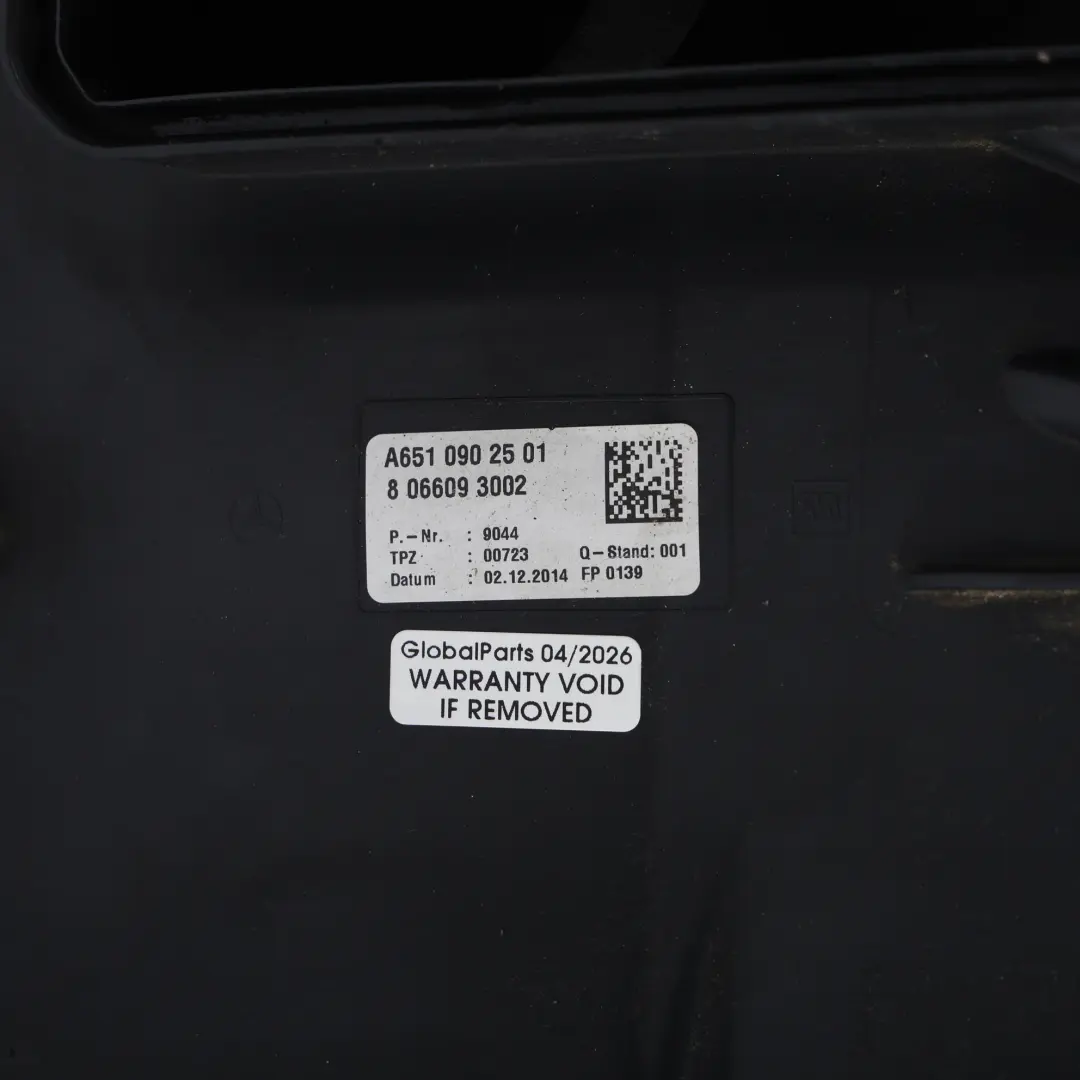 A651 090 25 01
8 066093 3002
P.-Nr. : 9044
TPZ : 00723 Q-Stand: 001
Datum : 02.12.2014 FP 0139
GlobalParts 04/2026
WARRANTY VOID
IF REMOVED